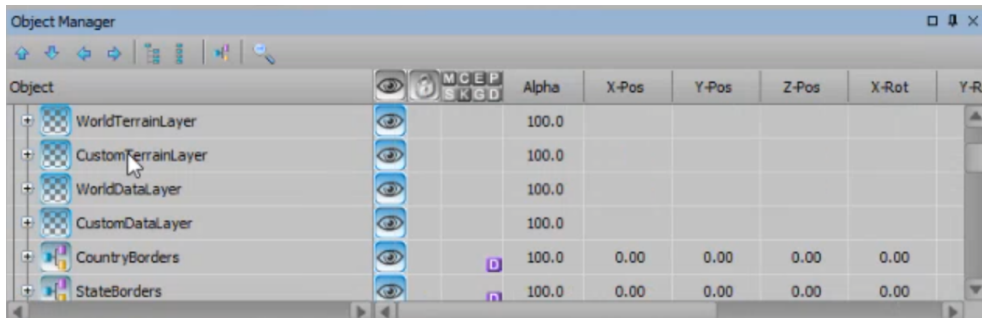 Object Manager
Object M C E P Alpha X-Pos Y-Pos Z-Pos X-Rot Y-R
S K G D
WorldTerrainLayer 100.0
CustomTerrainLayer 100.0
WorldDataLayer 100.0
CustomDataLayer 100.0
CountryBorders D 100.0 0.00 0.00 0.00 0.00
StateBorders D 100.0 0.00 0.00 0.00 0.00